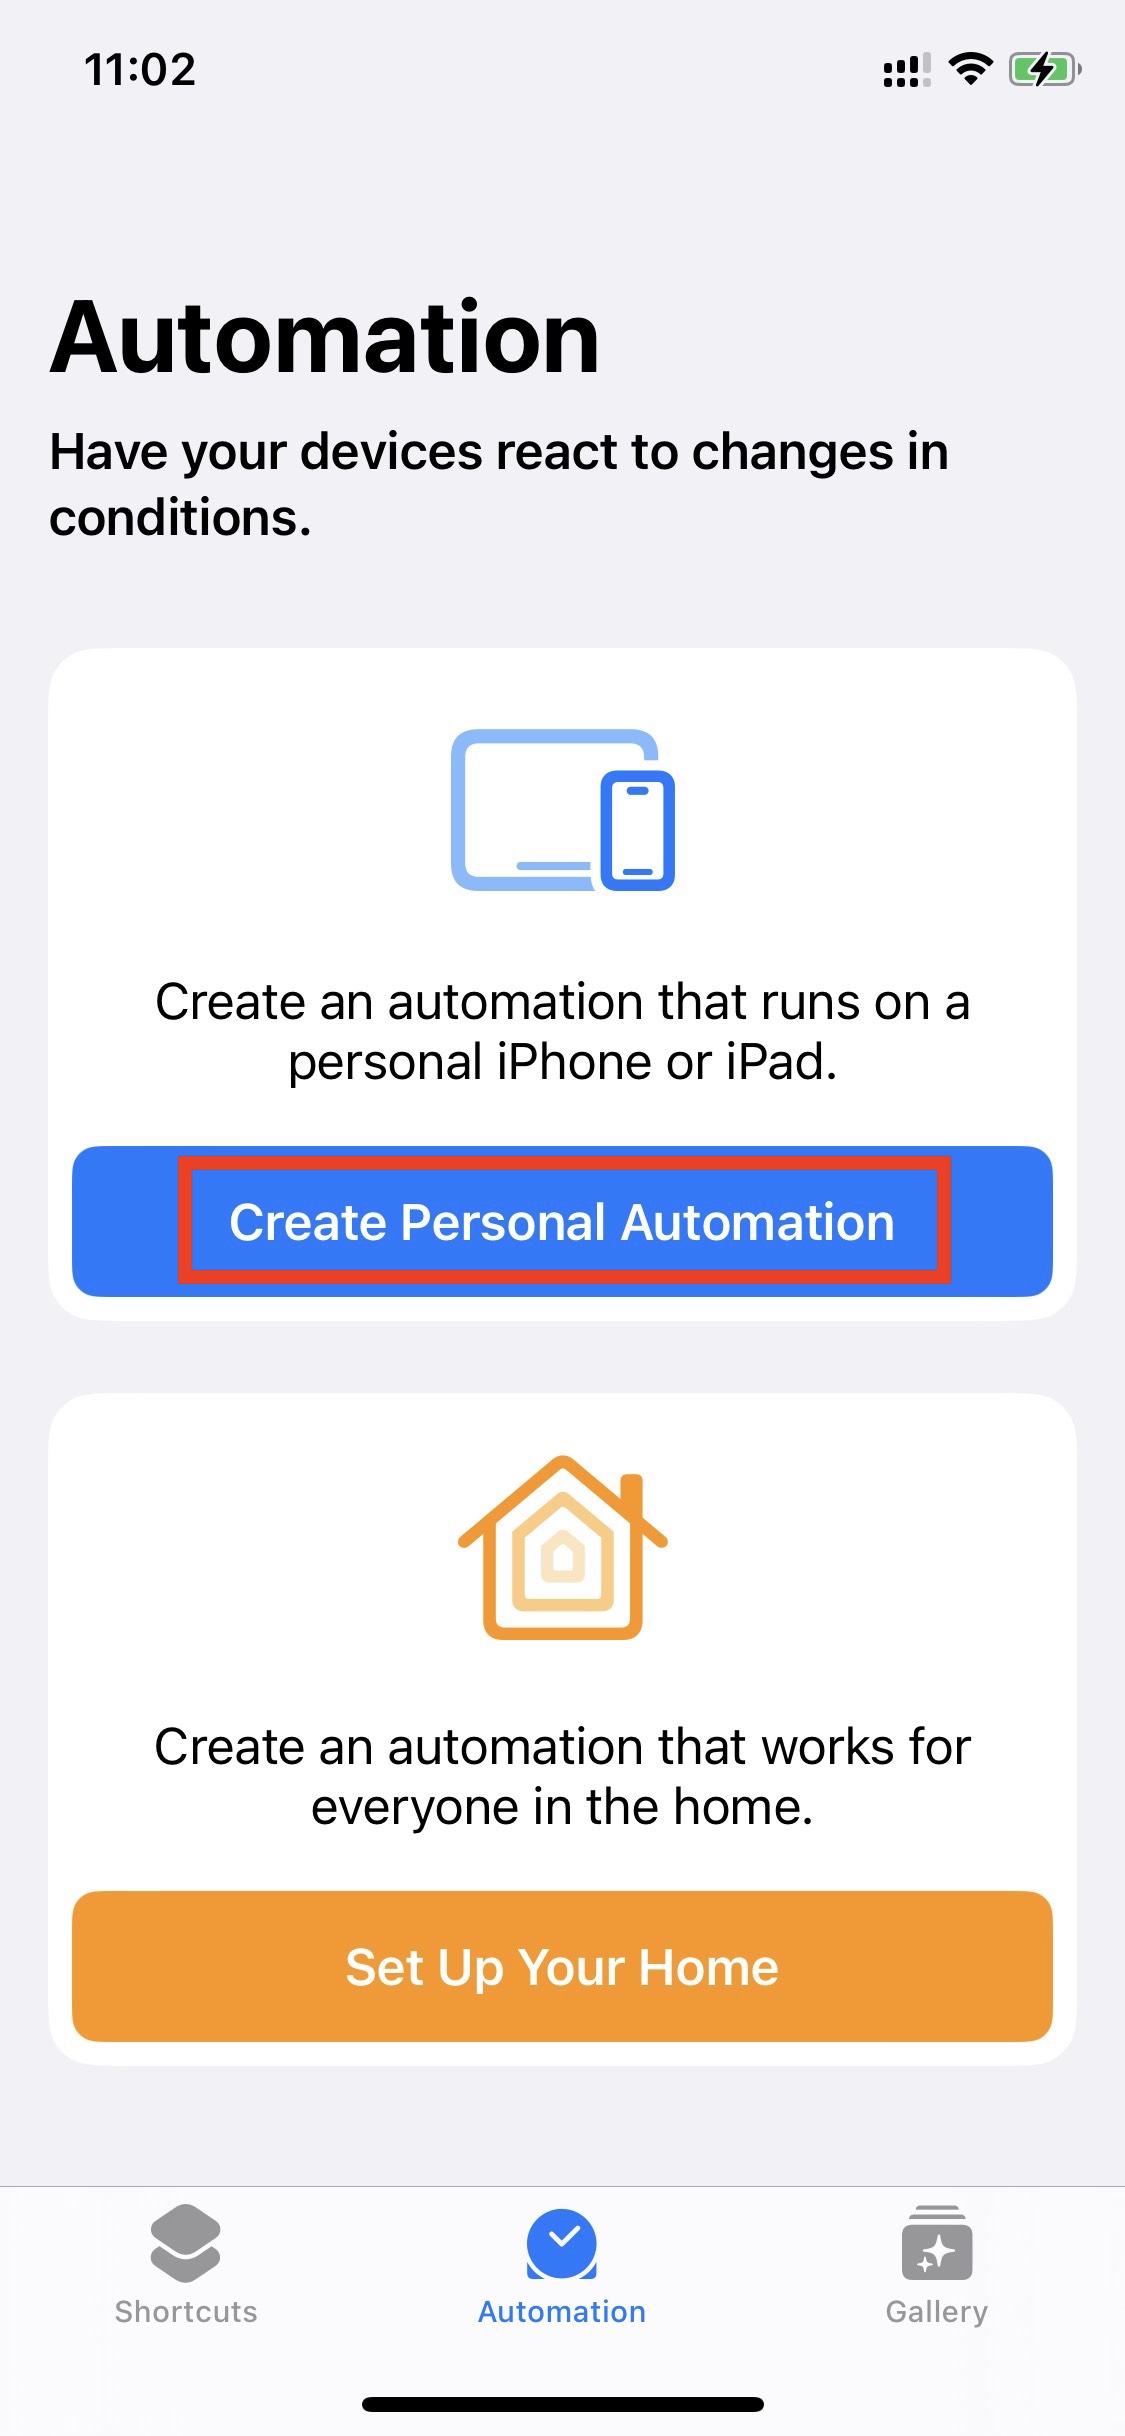 11:02
Automation
Have your devices react to changes in
conditions.
Create an automation that runs on a
personal iPhone or iPad.
Create Personal Automation
Create an automation that works for
everyone in the home.
Set Up Your Home
Shortcuts
Automation
Gallery